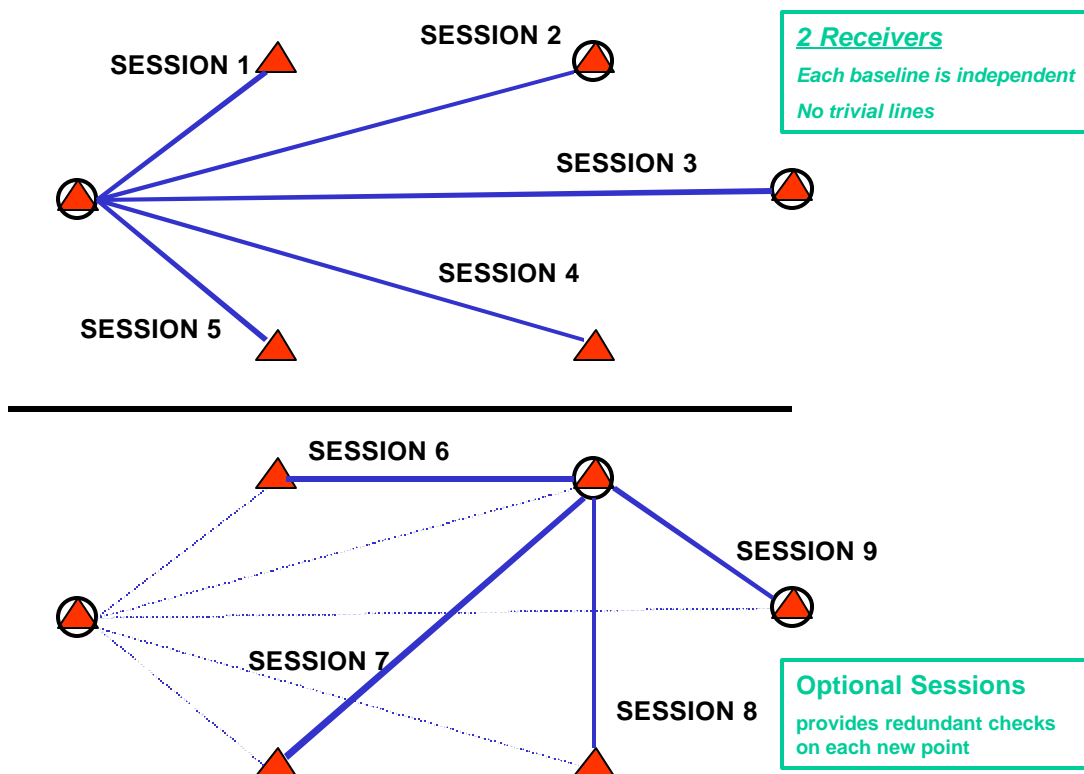 SESSION 1
SESSION 2
2 Receivers
Each baseline is independent
No trivial lines
SESSION 3
SESSION 4
SESSION 5
SESSION 6
SESSION 9
SESSION 7
SESSION 8
Optional Sessions
provides redundant checks
on each new point